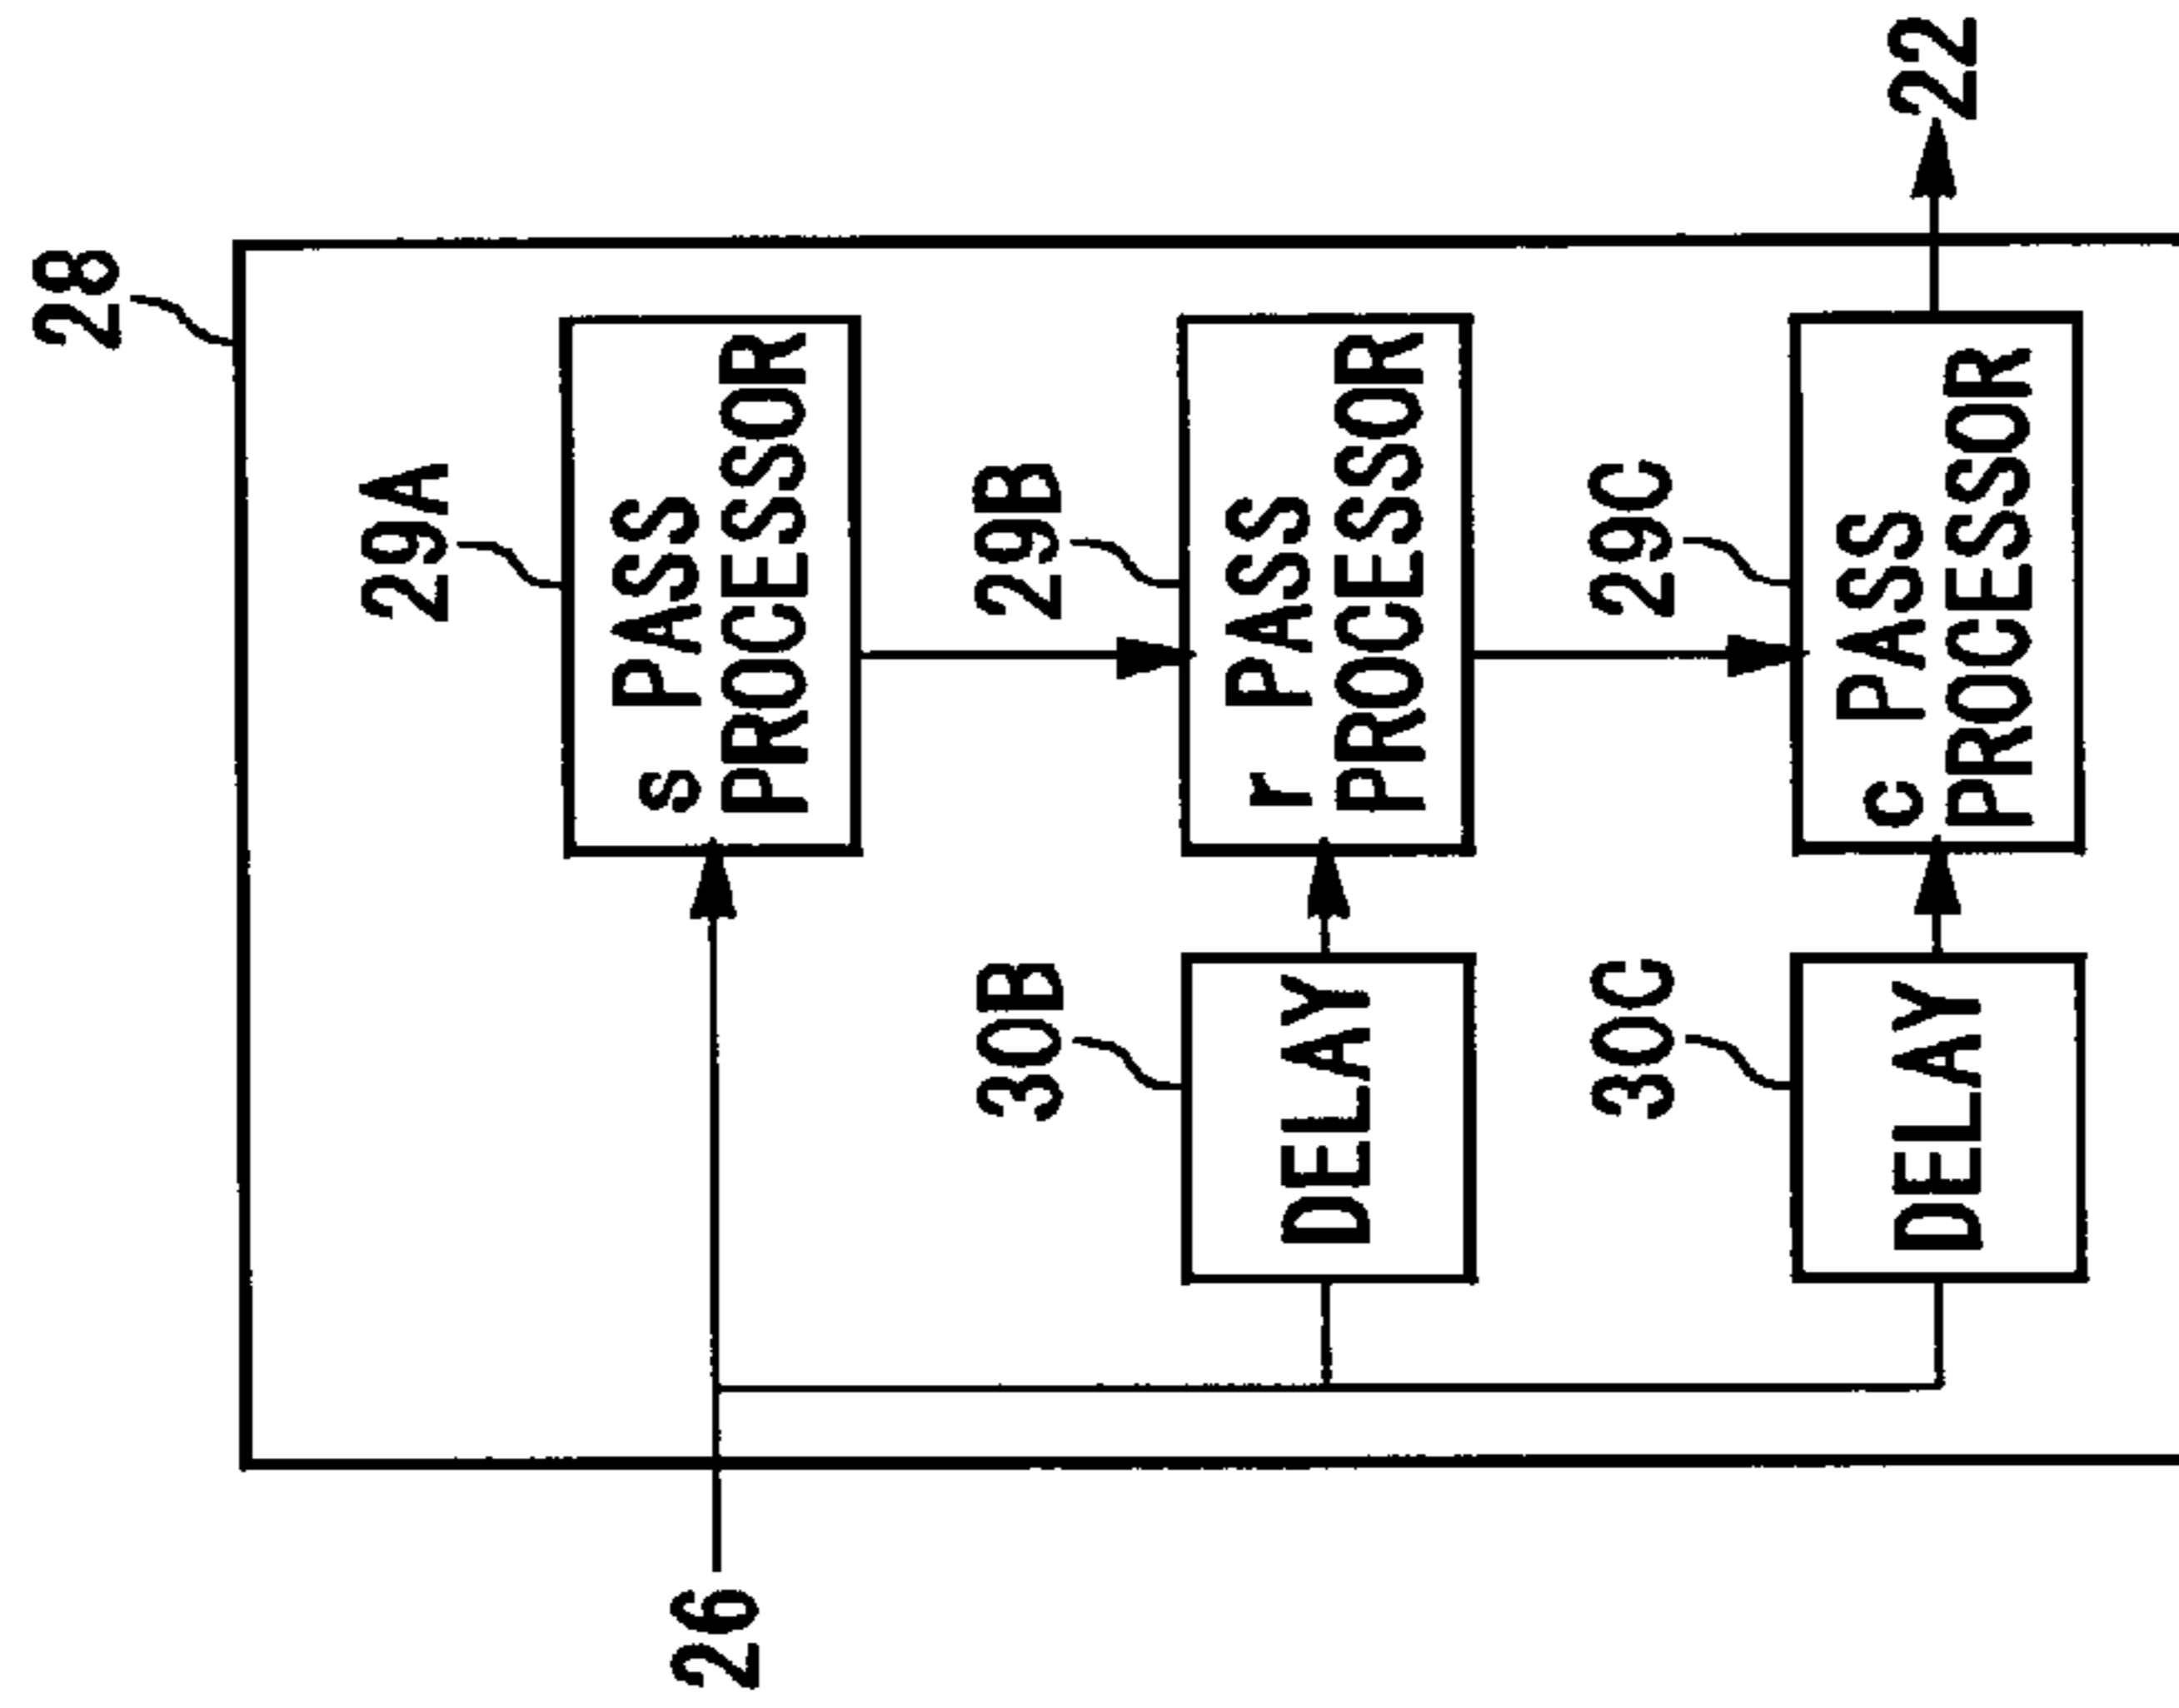 28
29A
s PASS
PROCESSOR
26
30B
DELAY
29B
r PASS
PROCESSOR
30C
DELAY
29C
c PASS
PROCESSOR
22